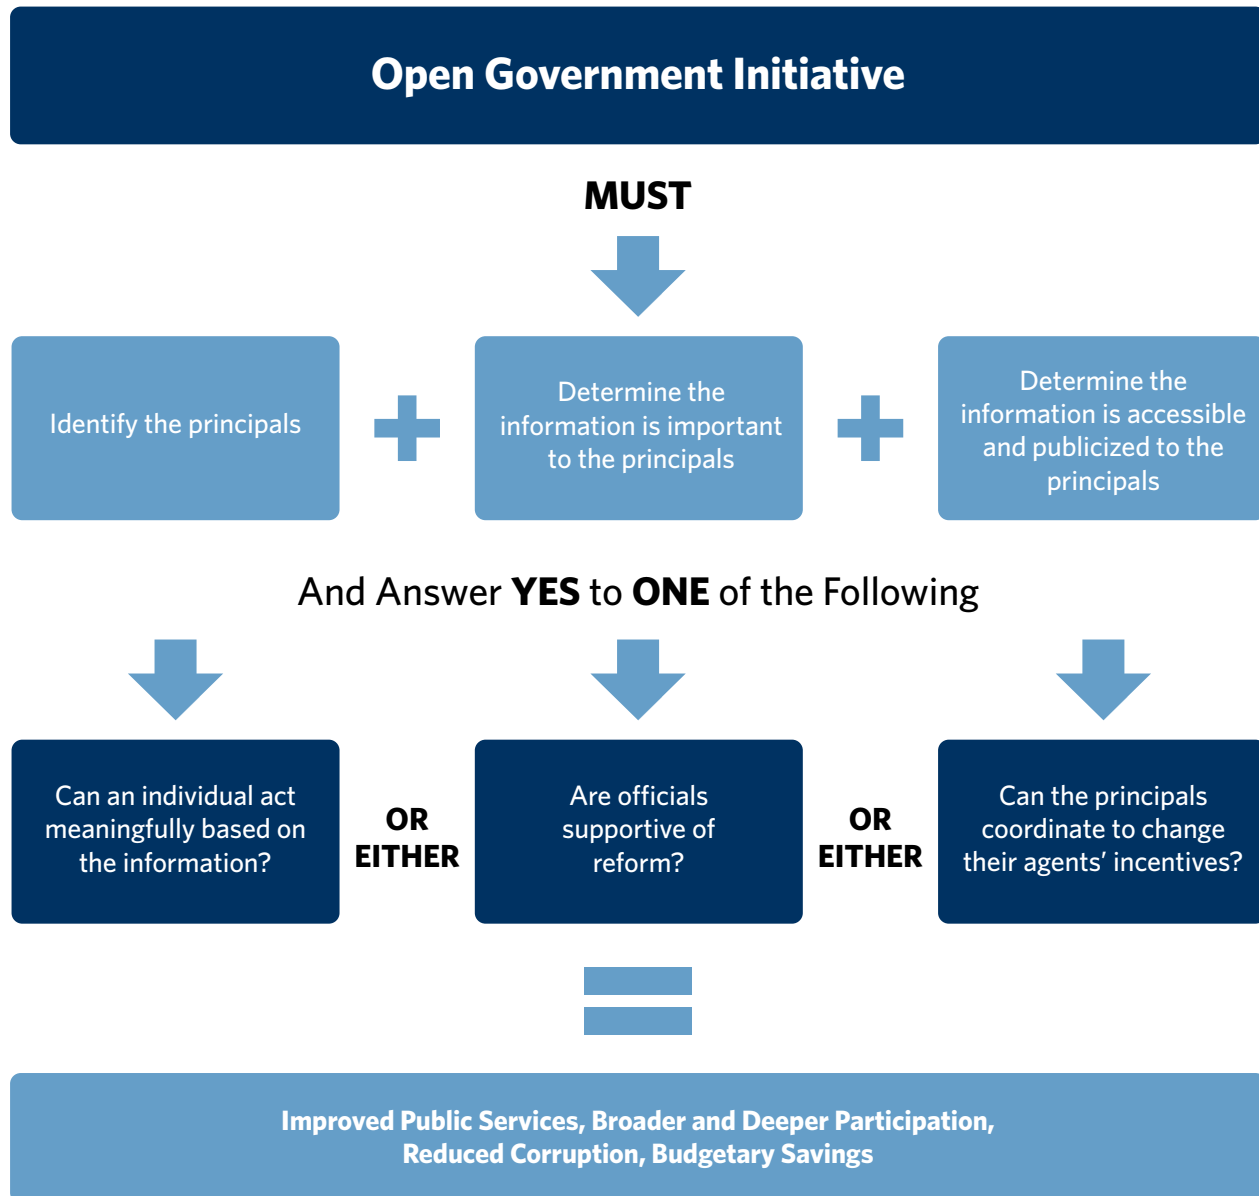 Open Government Initiative
MUST
Identify the principals
Determine the
information is important
to the principals
Determine the
information is accessible
and publicized to the
principals
And Answer YES to ONE of the Following
Can an individual act
meaningfully based on
the information?
OR
EITHER
Are officials
supportive of
reform?
OR
EITHER
Can the principals
coordinate to change
their agents’ incentives?
Improved Public Services, Broader and Deeper Participation,
Reduced Corruption, Budgetary Savings